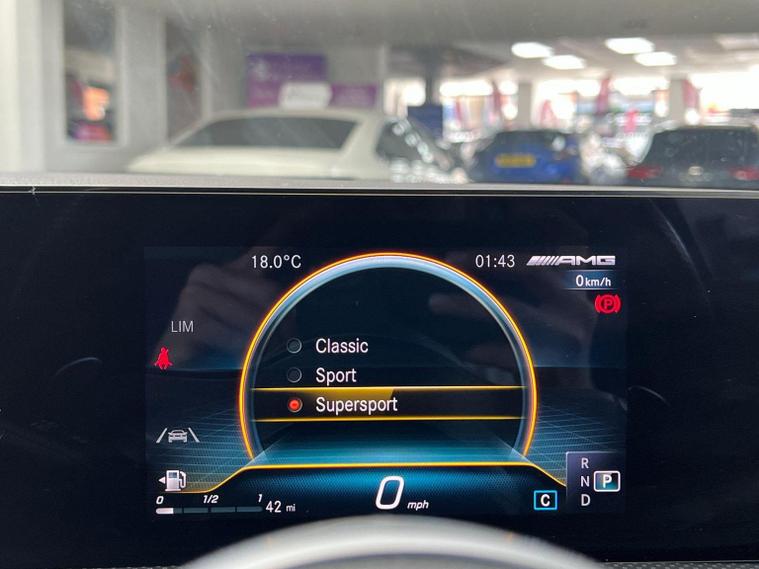 18.0°C
01:43
AMG
0 km/h
P
LIM
Classic
Sport
Supersport
R
N
P
D
0 1/2 1
42 mi
0 mph
C